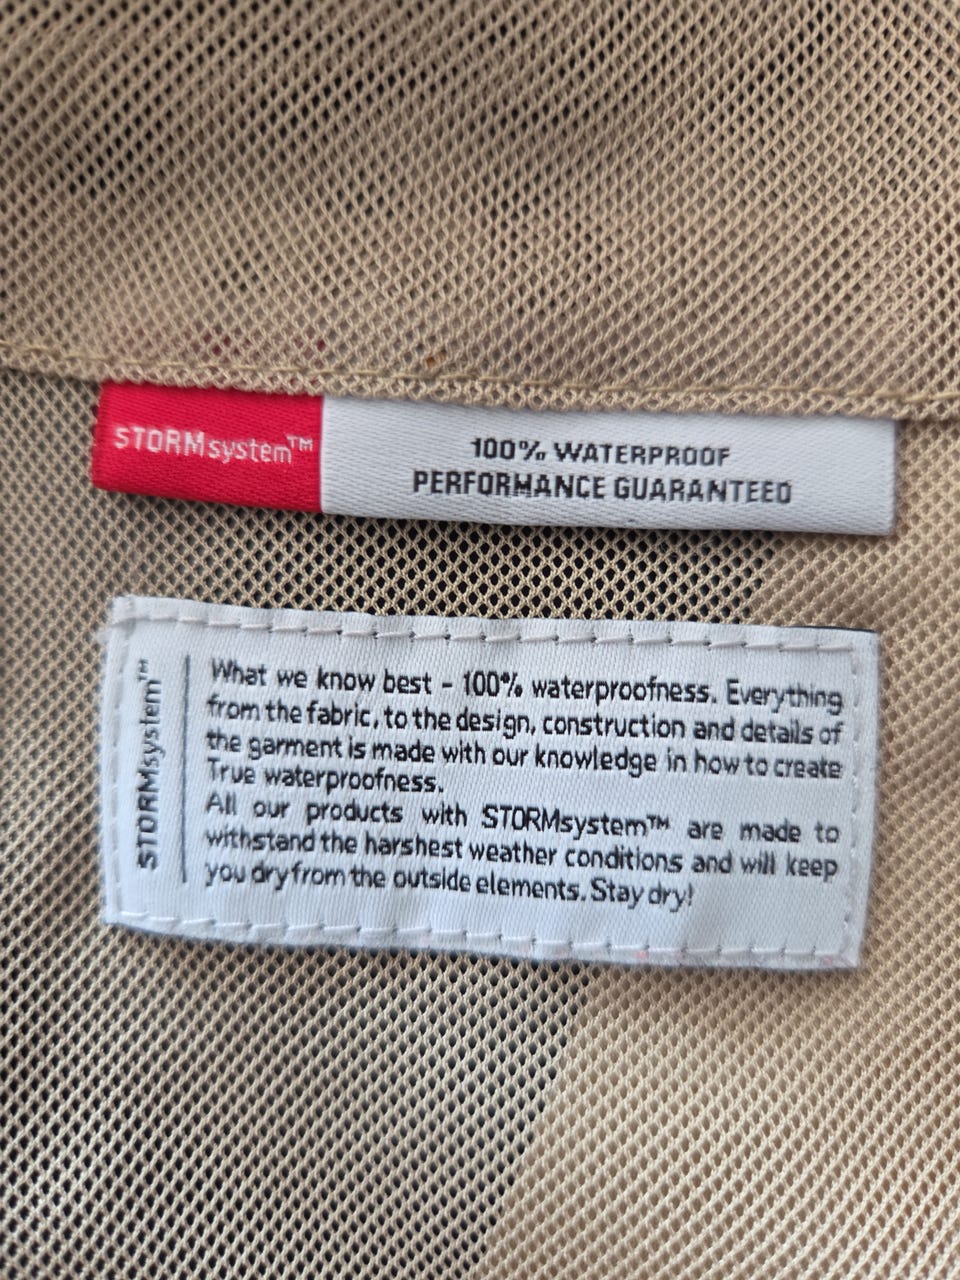 STORMsystem™
100% WATERPROOF
PERFORMANCE GUARANTEED
STORMsystem™
What we know best - 100% waterproofness. Everything
from the fabric, to the design, construction and details of
the garment is made with our knowledge in how to create
True waterproofness.
All our products with STORMsystem™ are made to
withstand the harshest weather conditions and will keep
you dry from the outside elements. Stay dry!